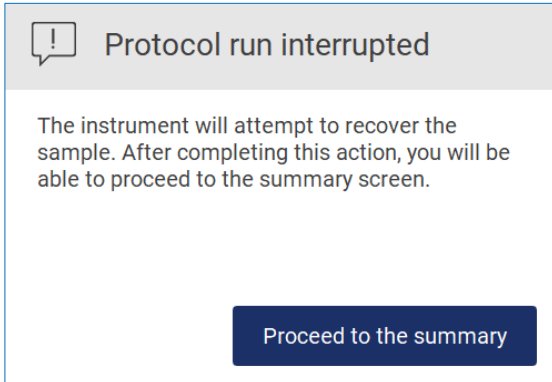 Protocol run interrupted
The instrument will attempt to recover the
sample. After completing this action, you will be
able to proceed to the summary screen.
Proceed to the summary